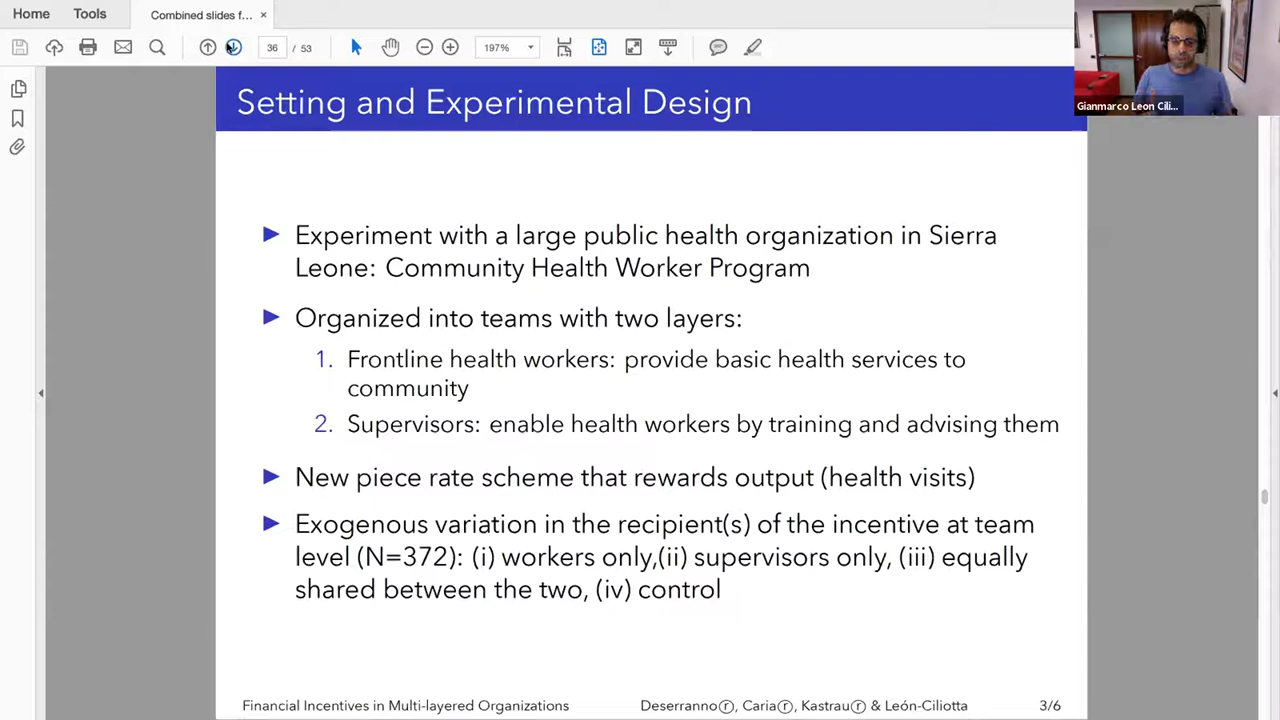 Home Tools Combined slides f... ×
36 / 53 197%
Gianmarco Leon Cili...
Setting and Experimental Design
Experiment with a large public health organization in Sierra
Leone: Community Health Worker Program
Organized into teams with two layers:
1. Frontline health workers: provide basic health services to
community
2. Supervisors: enable health workers by training and advising them
New piece rate scheme that rewards output (health visits)
Exogenous variation in the recipient(s) of the incentive at team
level (N=372): (i) workers only,(ii) supervisors only, (iii) equally
shared between the two, (iv) control
Financial Incentives in Multi-layered Organizations Deserrannoⓡ, Cariaⓡ, Kastrauⓡ & León-Ciliotta 3/6